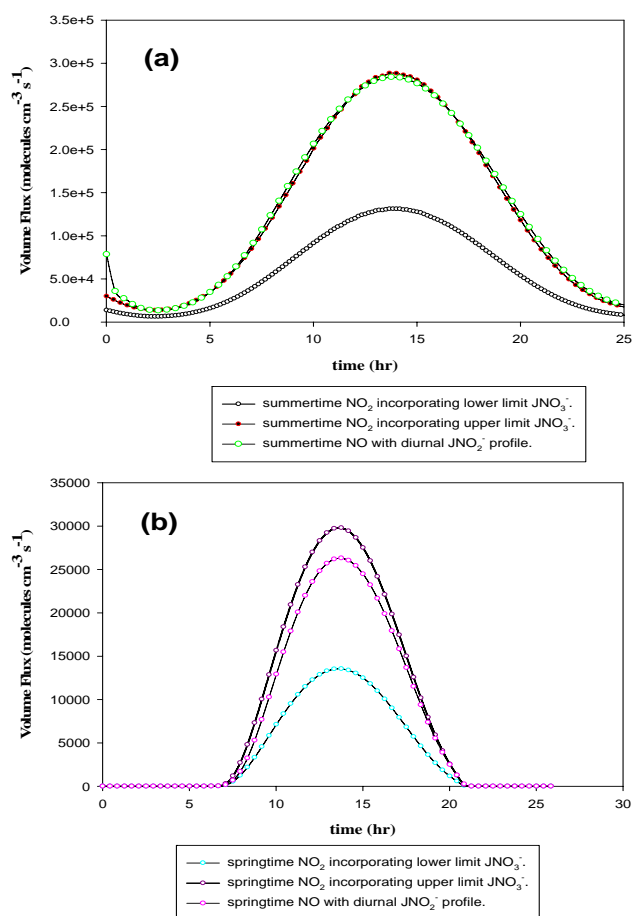 (a)
3.5e+5
3.0e+5
2.5e+5
2.0e+5
1.5e+5
1.0e+5
5.0e+4
0.0
Volume Flux (molecules cm⁻³ s⁻¹)
0 5 10 15 20 25
time (hr)
summertime NO₂ incorporating lower limit JNO₃⁻.
summertime NO₂ incorporating upper limit JNO₃⁻.
summertime NO with diurnal JNO₂⁻ profile.
(b)
35000
30000
25000
20000
15000
10000
5000
0
Volume Flux (molecules cm⁻³ s⁻¹)
0 5 10 15 20 25 30
time (hr)
springtime NO₂ incorporating lower limit JNO₃⁻.
springtime NO₂ incorporating upper limit JNO₃⁻.
springtime NO with diurnal JNO₂⁻ profile.